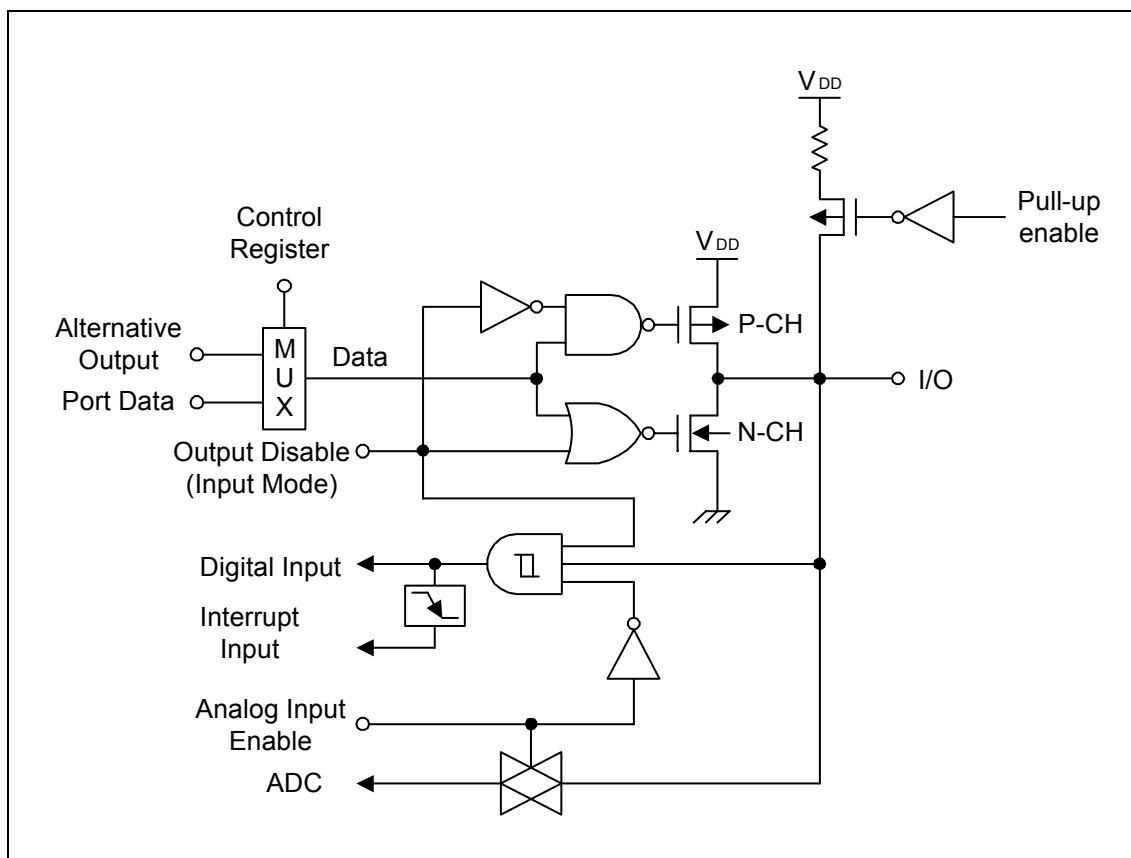 VDD
Control
Register
Pull-up
enable
VDD
Alternative
Output
M
U
X
Data
P-CH
I/O
Port Data
N-CH
Output Disable
(Input Mode)
Digital Input
Interrupt
Input
Analog Input
Enable
ADC